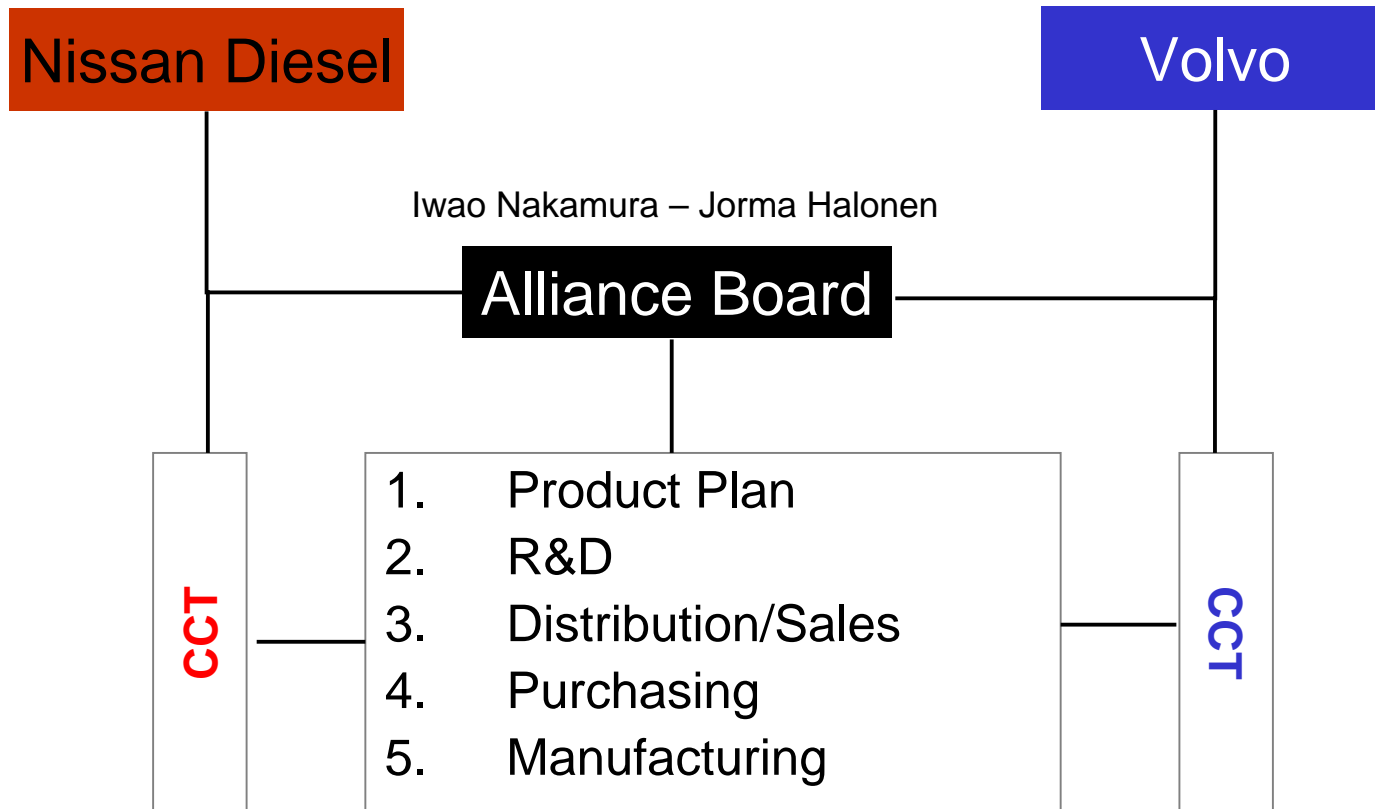 Nissan Diesel
Volvo
Iwao Nakamura – Jorma Halonen
Alliance Board
1. Product Plan
2. R&D
3. Distribution/Sales
4. Purchasing
5. Manufacturing
CCT
CCT